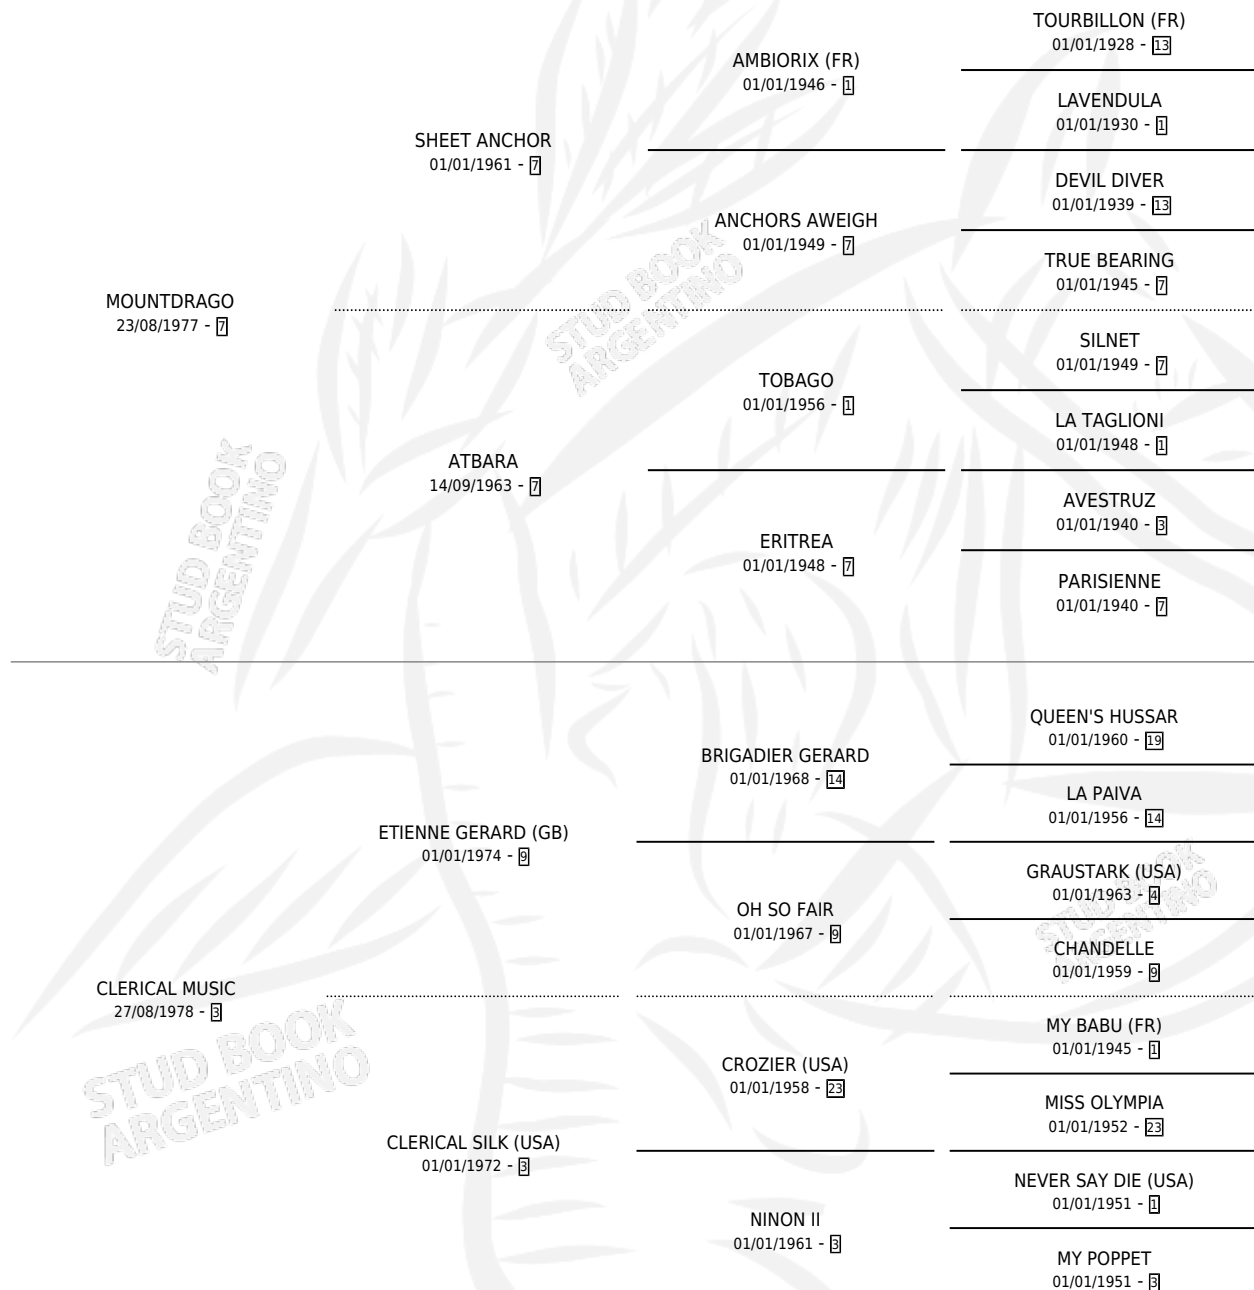 TOURBILLON (FR)
01/01/1928 - 13
AMBIORIX (FR)
01/01/1946 - 1
LAVENDULA
01/01/1930 - 1
SHEET ANCHOR
01/01/1961 - 7
DEVIL DIVER
01/01/1939 - 13
ANCHORS AWEIGH
01/01/1949 - 7
TRUE BEARING
01/01/1945 - 7
MOUNTDRAGO
23/08/1977 - 7
SILNET
01/01/1949 - 7
TOBAGO
01/01/1956 - 1
LA TAGLIONI
01/01/1948 - 1
ATBARA
14/09/1963 - 7
AVESTRUZ
01/01/1940 - 3
ERITREA
01/01/1948 - 7
PARISIENNE
01/01/1940 - 7
QUEEN'S HUSSAR
01/01/1960 - 19
BRIGADIER GERARD
01/01/1968 - 14
LA PAIVA
01/01/1956 - 14
ETIENNE GERARD (GB)
01/01/1974 - 9
GRAUSTARK (USA)
01/01/1963 - 4
OH SO FAIR
01/01/1967 - 9
CHANDELLE
01/01/1959 - 9
CLERICAL MUSIC
27/08/1978 - 3
MY BABU (FR)
01/01/1945 - 1
CROZIER (USA)
01/01/1958 - 23
MISS OLYMPIA
01/01/1952 - 23
CLERICAL SILK (USA)
01/01/1972 - 3
NEVER SAY DIE (USA)
01/01/1951 - 1
NINON II
01/01/1961 - 3
MY POPPET
01/01/1951 - 3
STUD BOOK
ARGENTINO
STUD BOOK
ARGENTINO
STUD BOOK
ARGENTINO
STUD BOOK
ARGENTINO